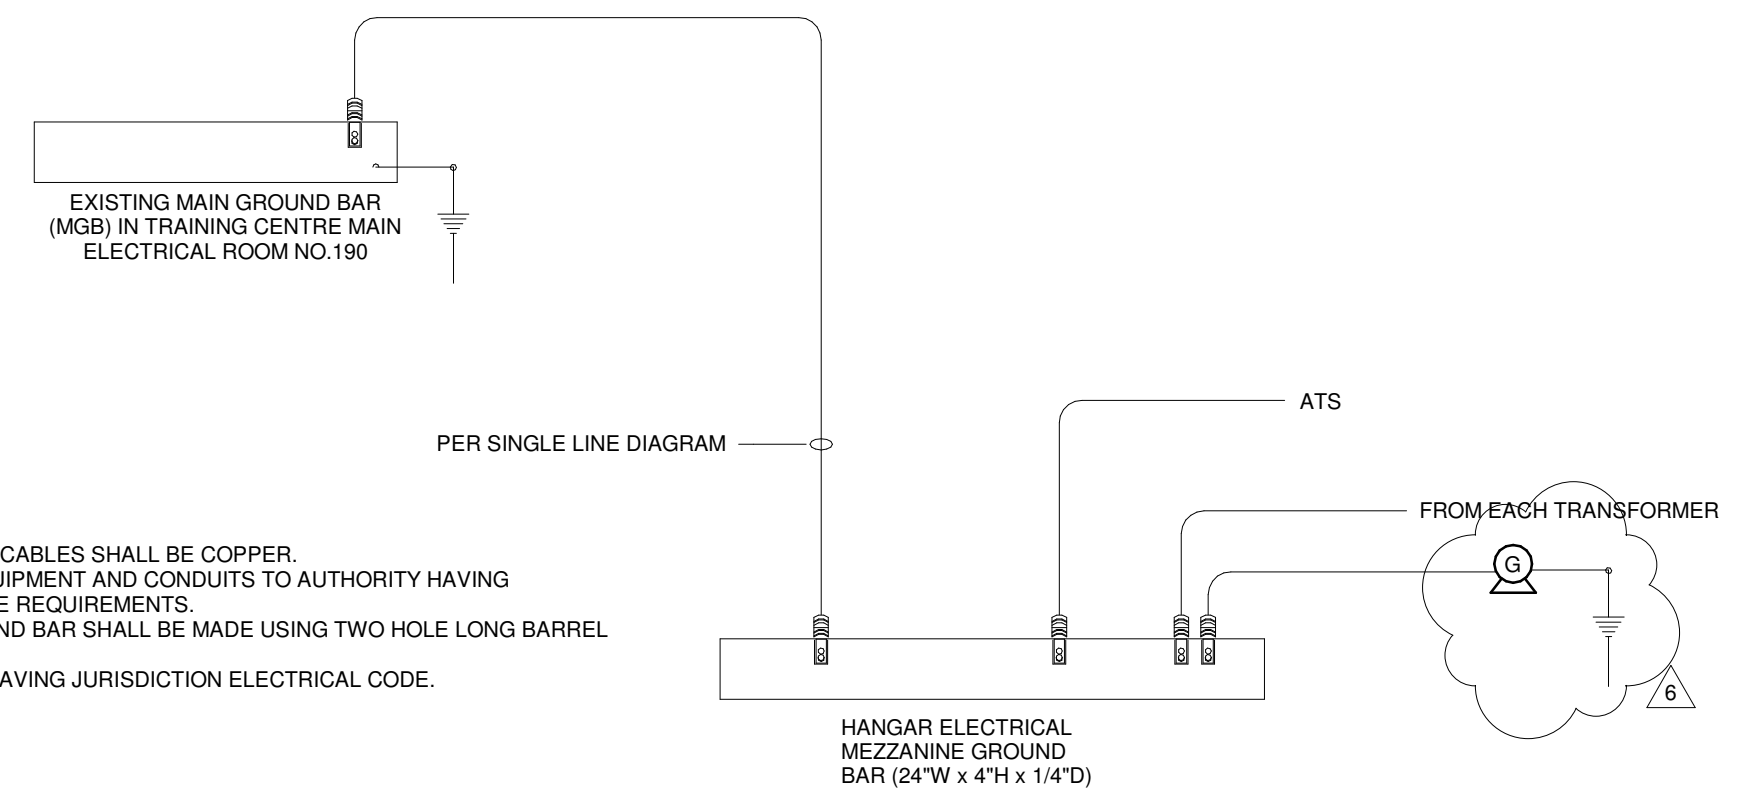 EXISTING MAIN GROUND BAR
(MGB) IN TRAINING CENTRE MAIN
ELECTRICAL ROOM NO.190
ATS
PER SINGLE LINE DIAGRAM
FROM EACH TRANSFORMER
G
6
CABLES SHALL BE COPPER.
UIPMENT AND CONDUITS TO AUTHORITY HAVING
E REQUIREMENTS.
ND BAR SHALL BE MADE USING TWO HOLE LONG BARREL
AVING JURISDICTION ELECTRICAL CODE.
HANGAR ELECTRICAL
MEZZANINE GROUND
BAR (24"W x 4"H x 1/4"D)